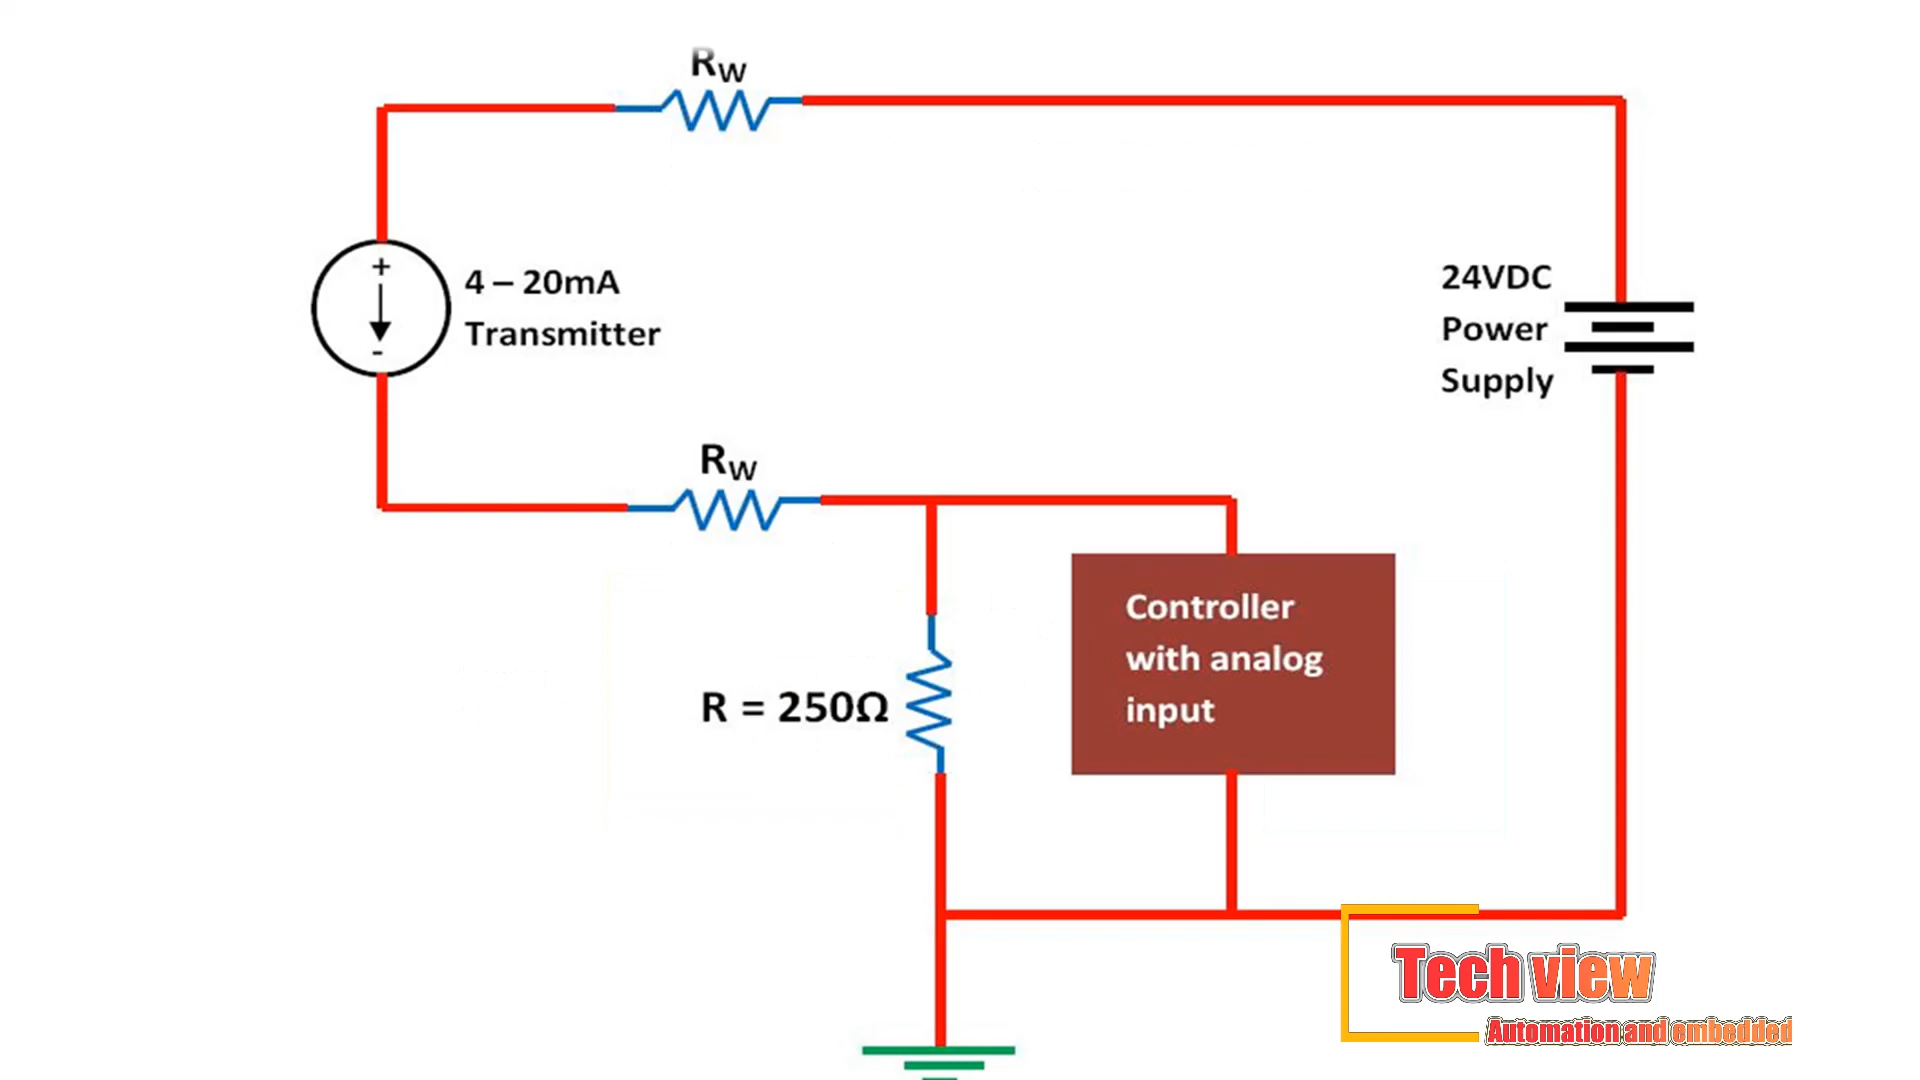 RW
+
4 – 20mA
-
Transmitter
24VDC
Power
Supply
RW
Controller
with analog
input
R = 250Ω
Tech view
Automation and embedded